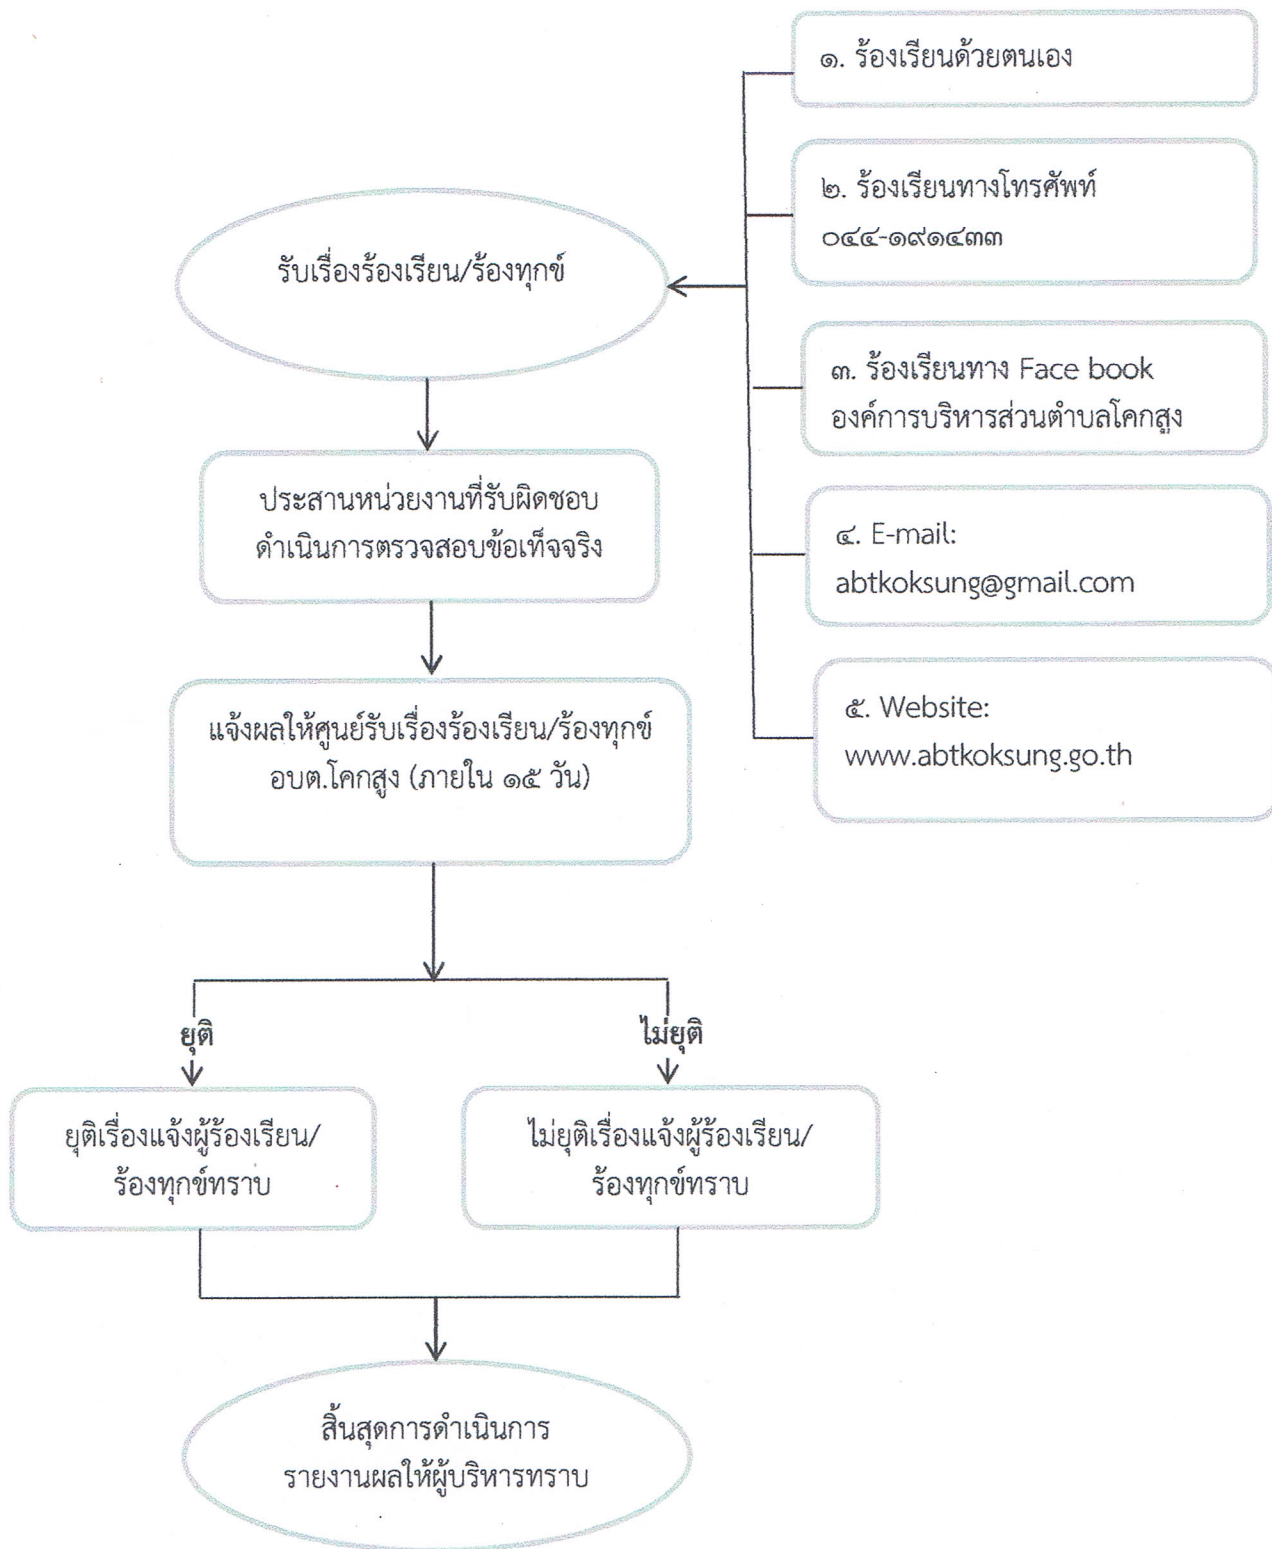 ๑. ร้องเรียนด้วยตนเอง
๒. ร้องเรียนทางโทรศัพท์
๐๔๔-๑๙๑๔๓๓
รับเรื่องร้องเรียน/ร้องทุกข์
๓. ร้องเรียนทาง Face book
องค์การบริหารส่วนตำบลโคกสูง
ประสานหน่วยงานที่รับผิดชอบ
ดำเนินการตรวจสอบข้อเท็จจริง
๔. E-mail:
abtkoksung@gmail.com
แจ้งผลให้ศูนย์รับเรื่องร้องเรียน/ร้องทุกข์
อบต.โคกสูง (ภายใน ๑๕ วัน)
๕. Website:
www.abtkoksung.go.th
ยุติ
ไม่ยุติ
ยุติเรื่องแจ้งผู้ร้องเรียน/
ร้องทุกข์ทราบ
ไม่ยุติเรื่องแจ้งผู้ร้องเรียน/
ร้องทุกข์ทราบ
สิ้นสุดการดำเนินการ
รายงานผลให้ผู้บริหารทราบ